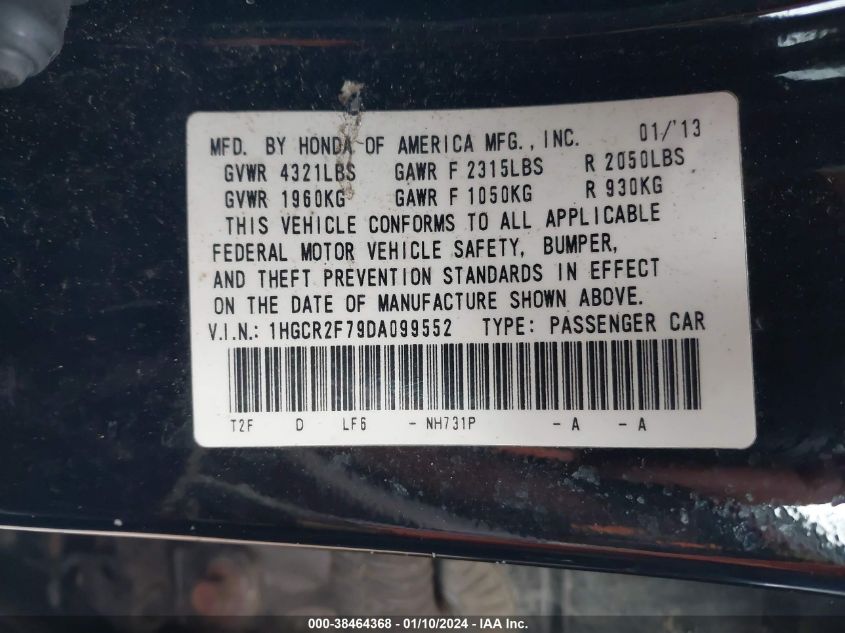 MFD. BY HONDA OF AMERICA MFG., INC. 01/'13
GVWR 4321LBS GAWR F 2315LBS R 2050LBS
GVWR 1960KG GAWR F 1050KG R 930KG
THIS VEHICLE CONFORMS TO ALL APPLICABLE
FEDERAL MOTOR VEHICLE SAFETY, BUMPER,
AND THEFT PREVENTION STANDARDS IN EFFECT
ON THE DATE OF MANUFACTURE SHOWN ABOVE.
V.I.N.: 1HGCR2F79DA099552 TYPE: PASSENGER CAR
T2F D LF6 - NH731P - A - A
000-38464368 - 01/10/2024 - IAA Inc.